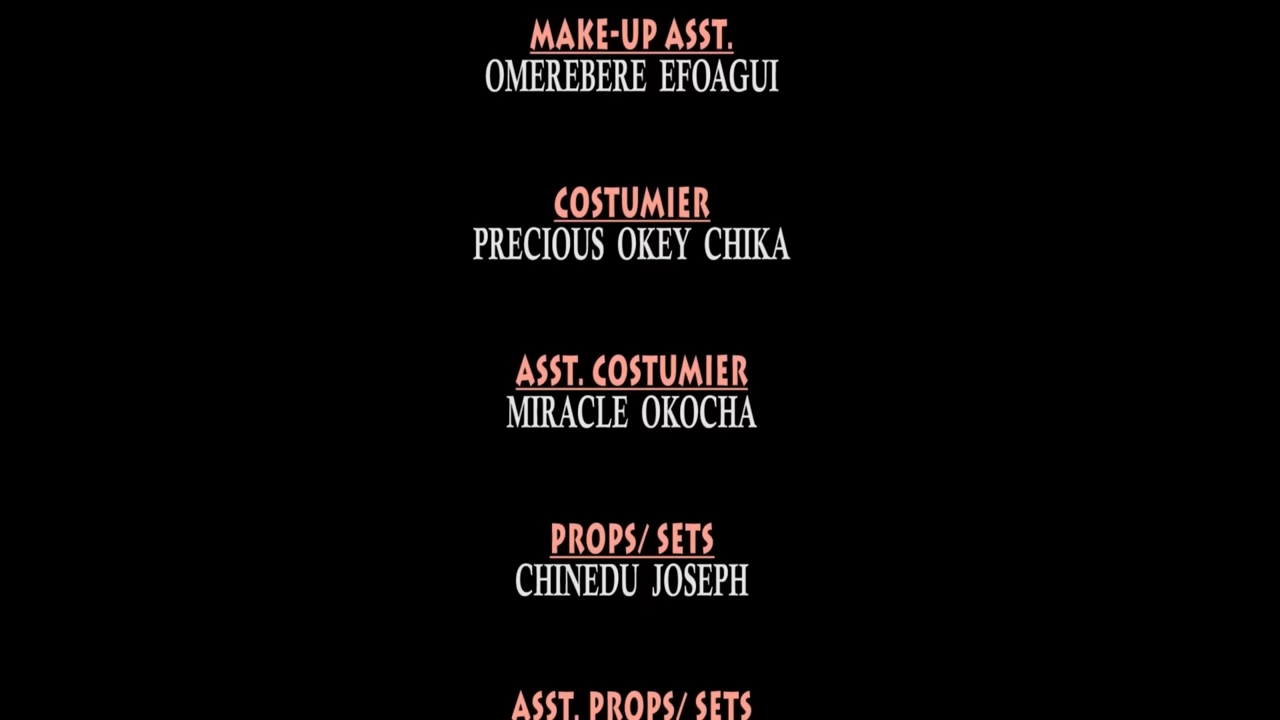 MAKE-UP ASST.
OMEREBERE EFOAGUI
COSTUMIER
PRECIOUS OKEY CHIKA
ASST. COSTUMIER
MIRACLE OKOCHA
PROPS/ SETS
CHINEDU JOSEPH
ASST. PROPS/ SETS